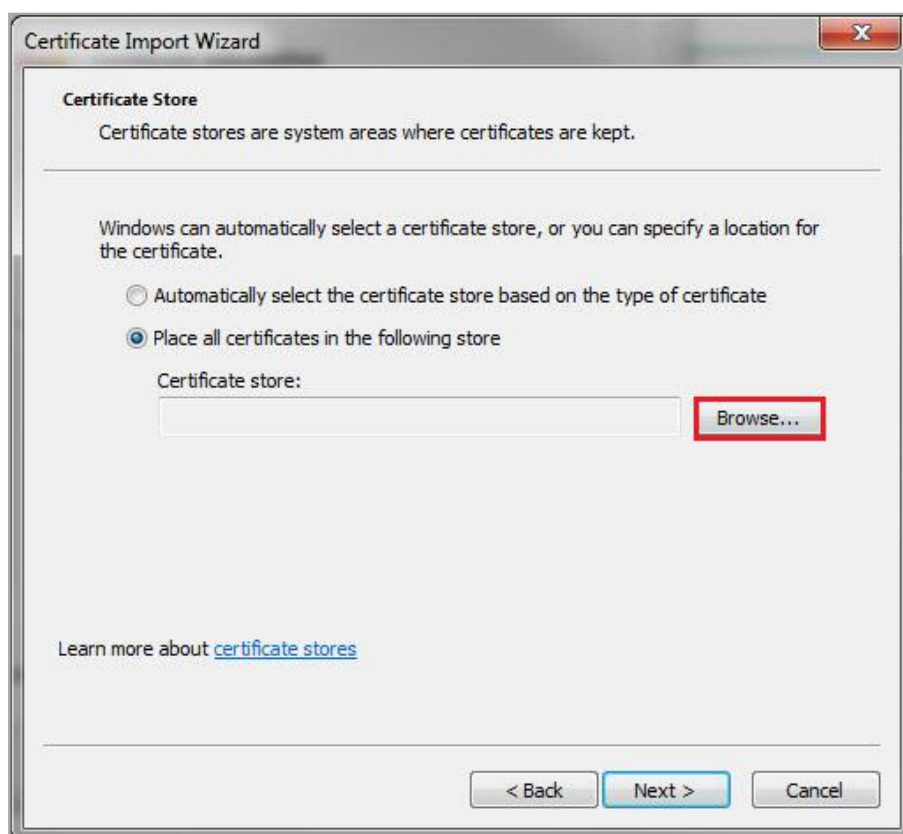 Certificate Import Wizard
Certificate Store
Certificate stores are system areas where certificates are kept.
Windows can automatically select a certificate store, or you can specify a location for
the certificate.
Automatically select the certificate store based on the type of certificate
Place all certificates in the following store
Certificate store:
Browse...
Learn more about certificate stores
< Back Next > Cancel